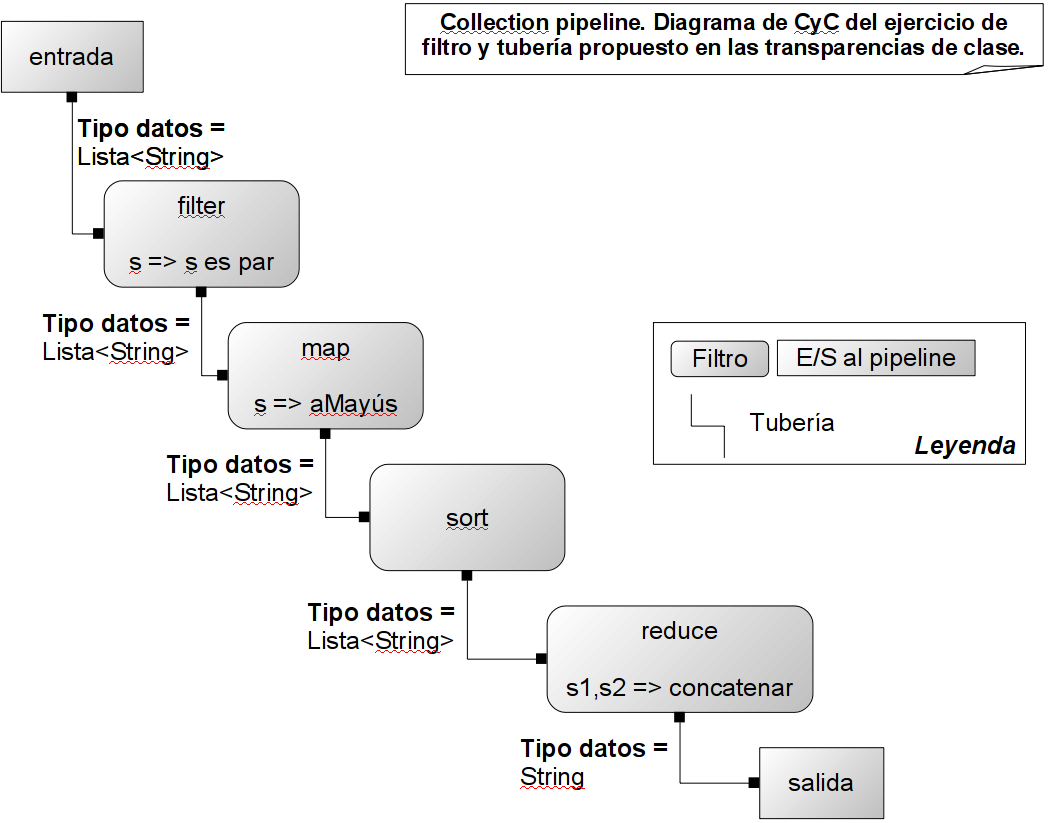 Collection pipeline. Diagrama de CyC del ejercicio de
filtro y tubería propuesto en las transparencias de clase.
entrada
Tipo datos =
Lista<String>
filter
s => s es par
Tipo datos =
Lista<String>
map
s => aMayús
Filtro
E/S al pipeline
Tubería
Leyenda
Tipo datos =
Lista<String>
sort
Tipo datos =
Lista<String>
reduce
s1,s2 => concatenar
Tipo datos =
String
salida